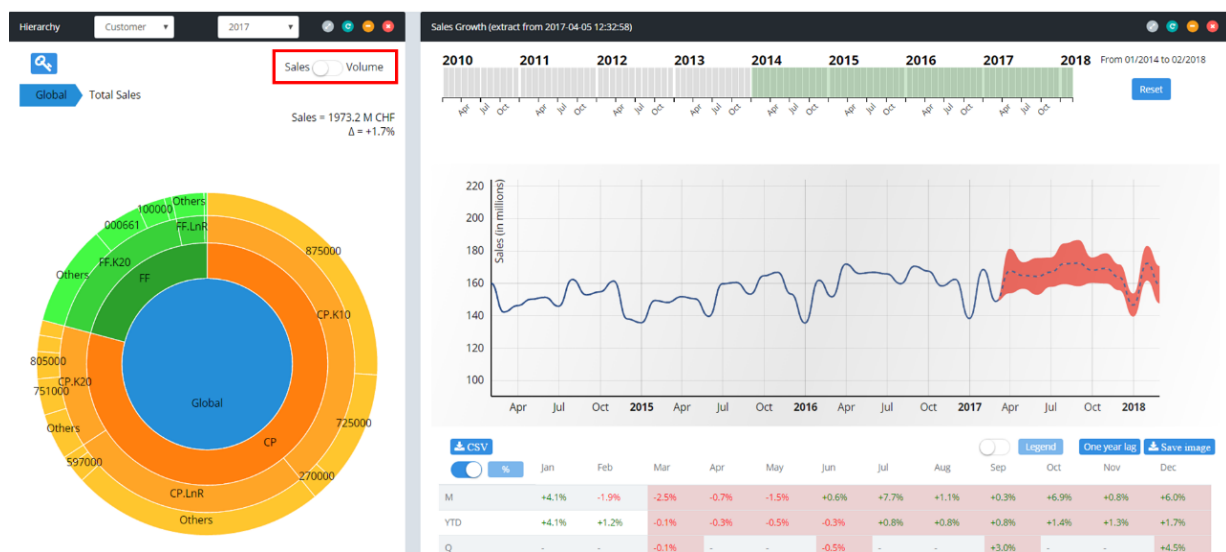 Hierarchy
Customer
2017
Sales Volume
Global Total Sales
Sales = 1973.2 M CHF
Δ = +1.7%
Others
100000
000661
FF.LnR
FF.K20
Others
FF
875000
CP.K10
805000
CP.K20
751000
Global
725000
Others
CP
597000
270000
CP.LnR
Others
Sales Growth (extract from 2017-04-05 12:32:58)
2010 2011 2012 2013 2014 2015 2016 2017 2018 From 01/2014 to 02/2018
Apr Jul Oct Apr Jul Oct Apr Jul Oct Apr Jul Oct Apr Jul Oct Apr Jul Oct Apr Jul Oct Apr Jul Oct
Reset
Sales (in millions)
220
200
180
160
140
120
100
Apr Jul Oct 2015 Apr Jul Oct 2016 Apr Jul Oct 2017 Apr Jul Oct 2018
CSV Legend One year lag Save image
% Jan Feb Mar Apr May Jun Jul Aug Sep Oct Nov Dec
M +4.1% -1.9% -2.5% -0.7% -1.5% +0.6% +7.7% +1.1% +0.3% +6.9% +0.8% +6.0%
YTD +4.1% +1.2% -0.1% -0.3% -0.5% -0.3% +0.8% +0.8% +0.8% +1.4% +1.3% +1.7%
Q - - -0.1% - - -0.5% - - +3.0% - - +4.5%